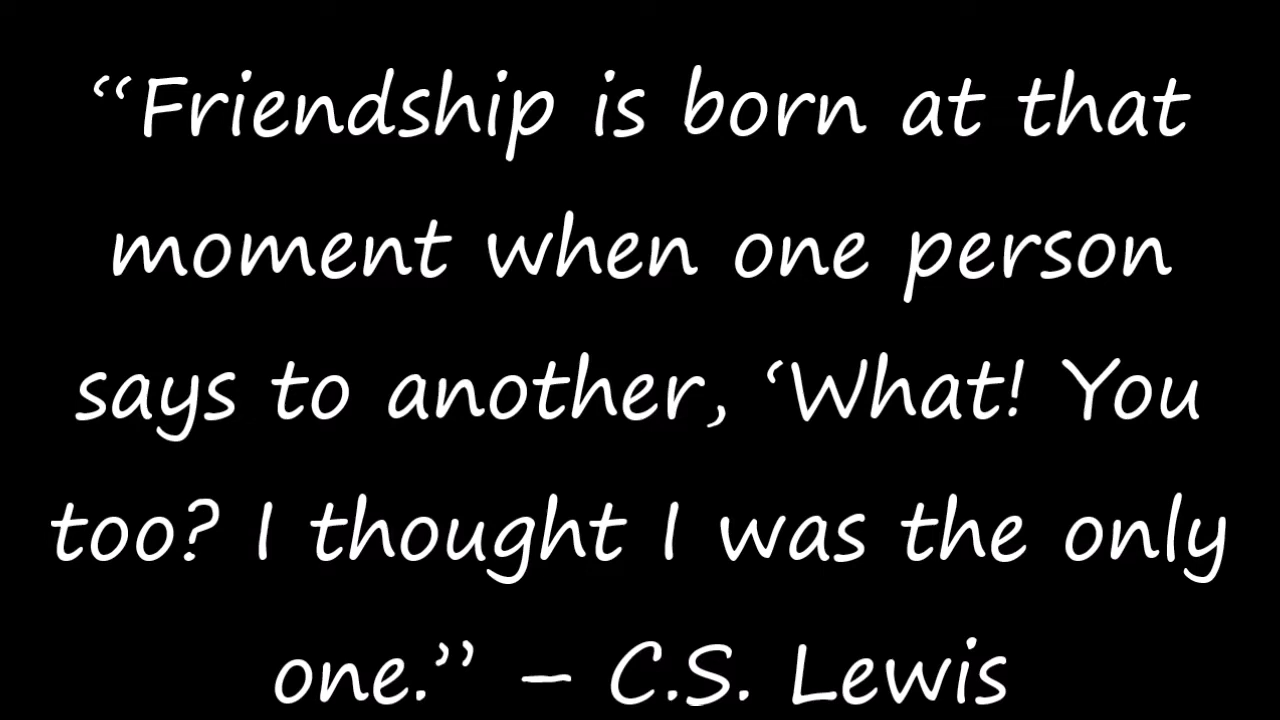 “Friendship is born at that
moment when one person
says to another, ‘What! You
too? I thought I was the only
one.” – C.S. Lewis